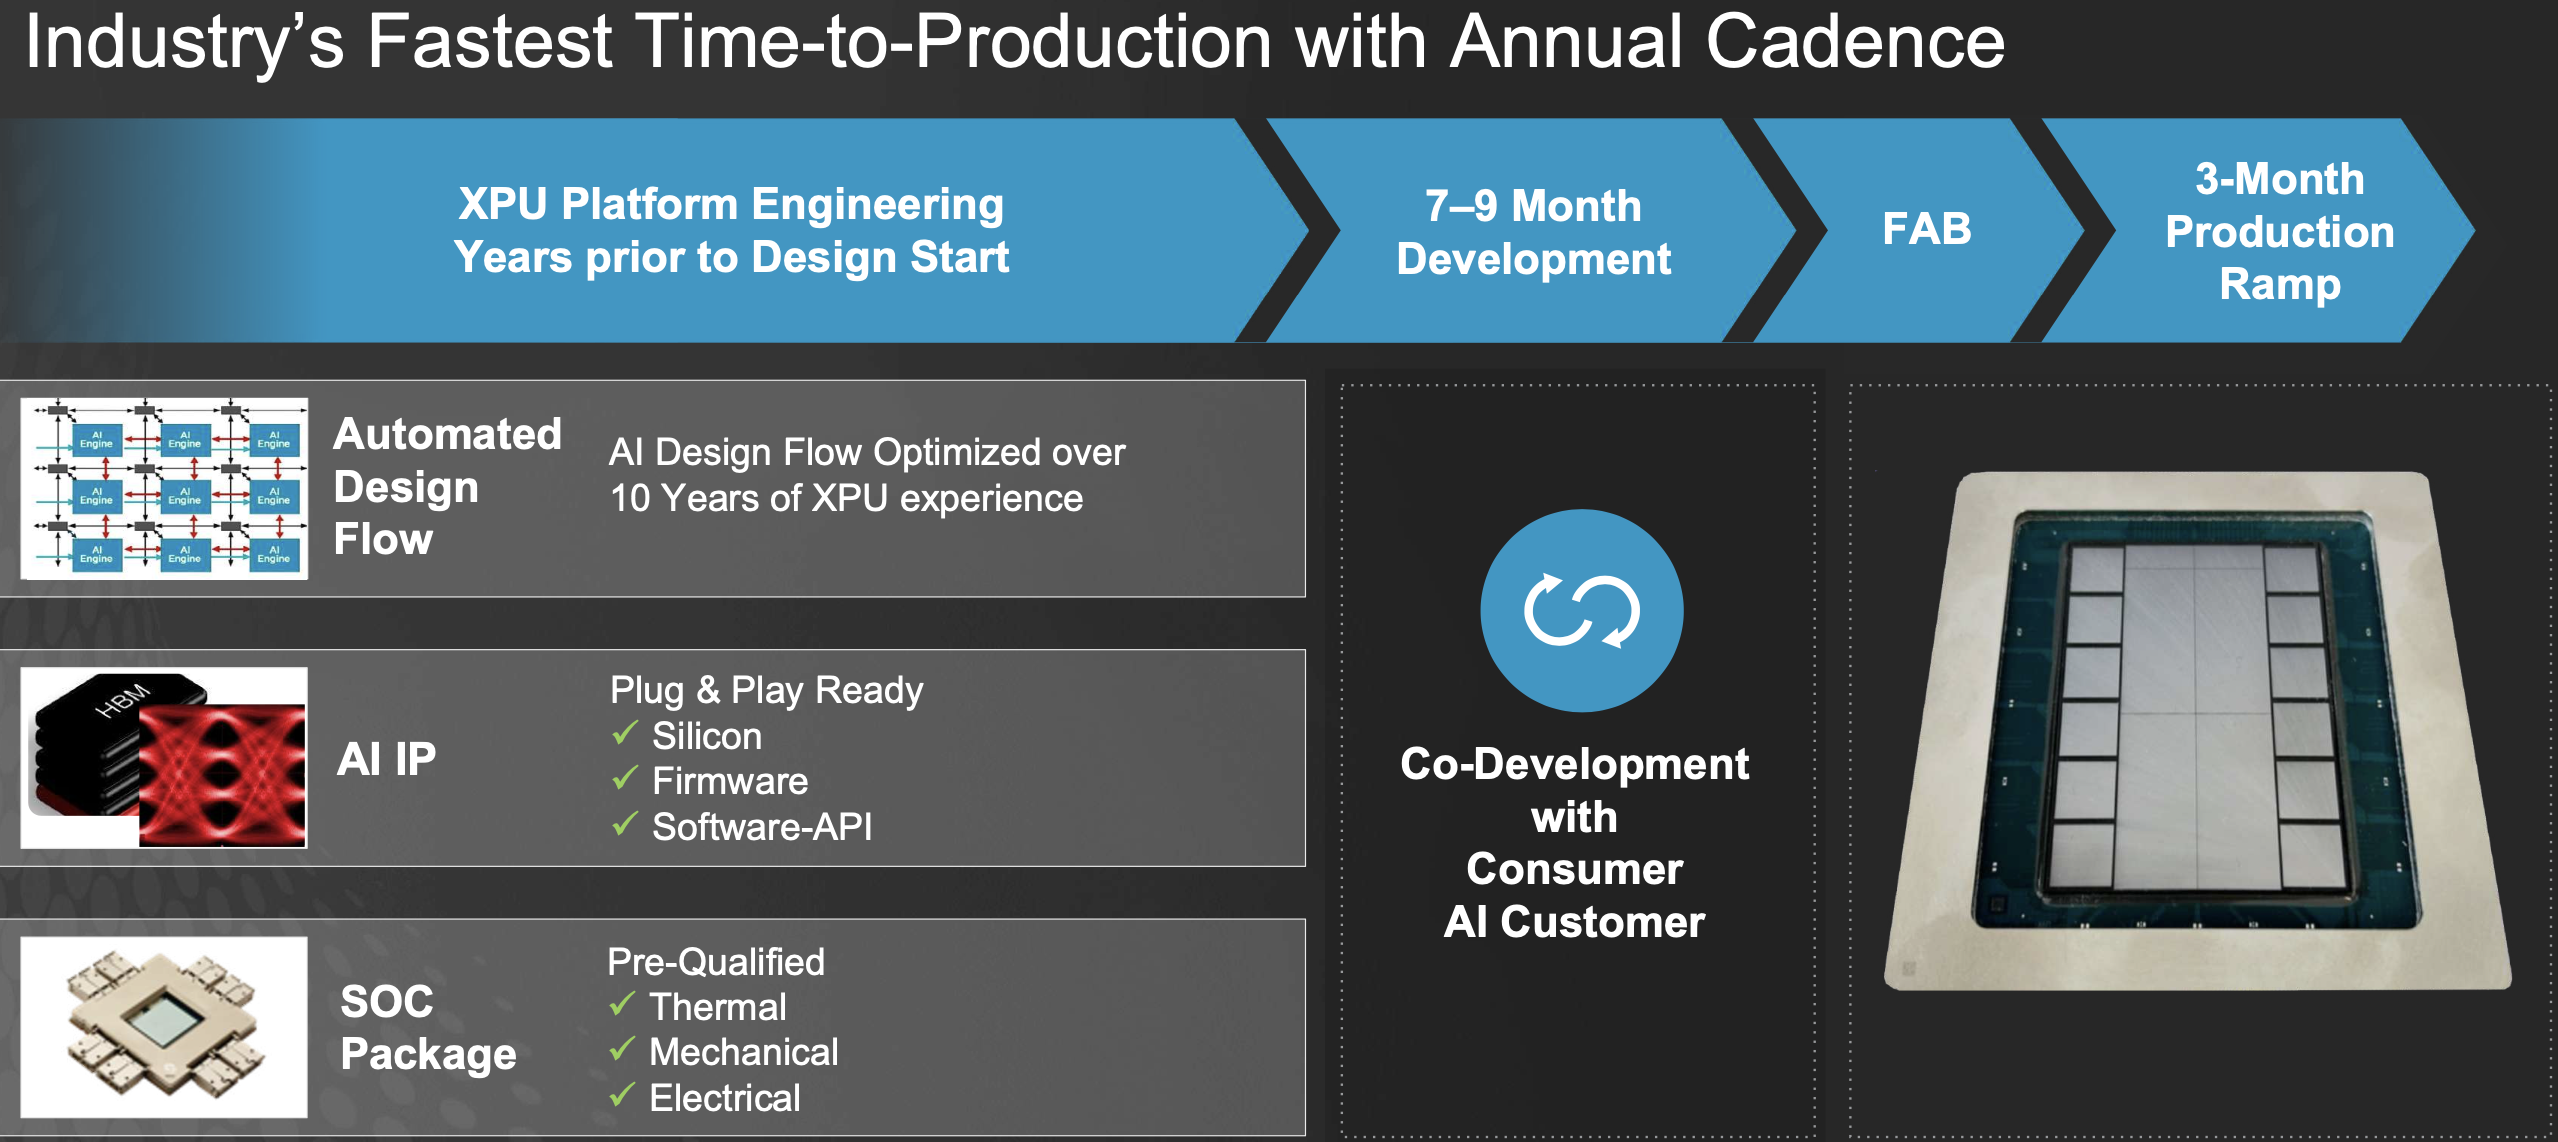 Industry’s Fastest Time-to-Production with Annual Cadence
XPU Platform Engineering
Years prior to Design Start
7–9 Month
Development
FAB
3-Month
Production
Ramp
AI
Engine
AI
Engine
AI
Engine
AI
Engine
AI
Engine
AI
Engine
AI
Engine
AI
Engine
AI
Engine
Automated
Design
Flow
AI Design Flow Optimized over
10 Years of XPU experience
HBM
AI IP
Plug & Play Ready
✓ Silicon
✓ Firmware
✓ Software-API
SOC
Package
Pre-Qualified
✓ Thermal
✓ Mechanical
✓ Electrical
Co-Development
with
Consumer
AI Customer